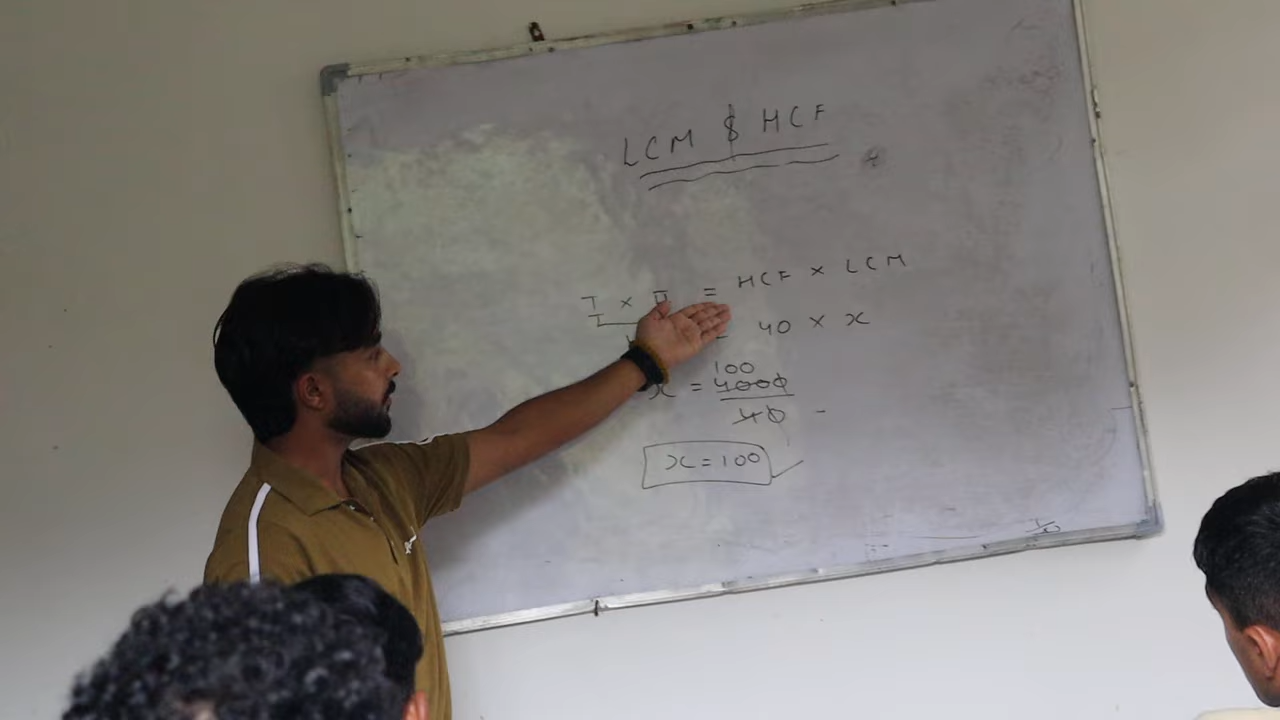 LCM $ HCF
I × II = HCF × LCM
= 40 × x
100
x = 4000
40
x = 100